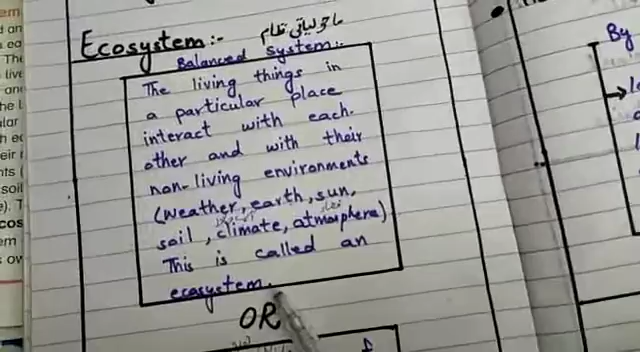 Ecosystem:- ماحولیاتی نظام
Balanced system:-
The living things in
a particular place
interact with each
other and with their
non-living environments
(weather, earth, sun,
soil, climate, atmosphere)
This is called an
ecosystem.
OR
By